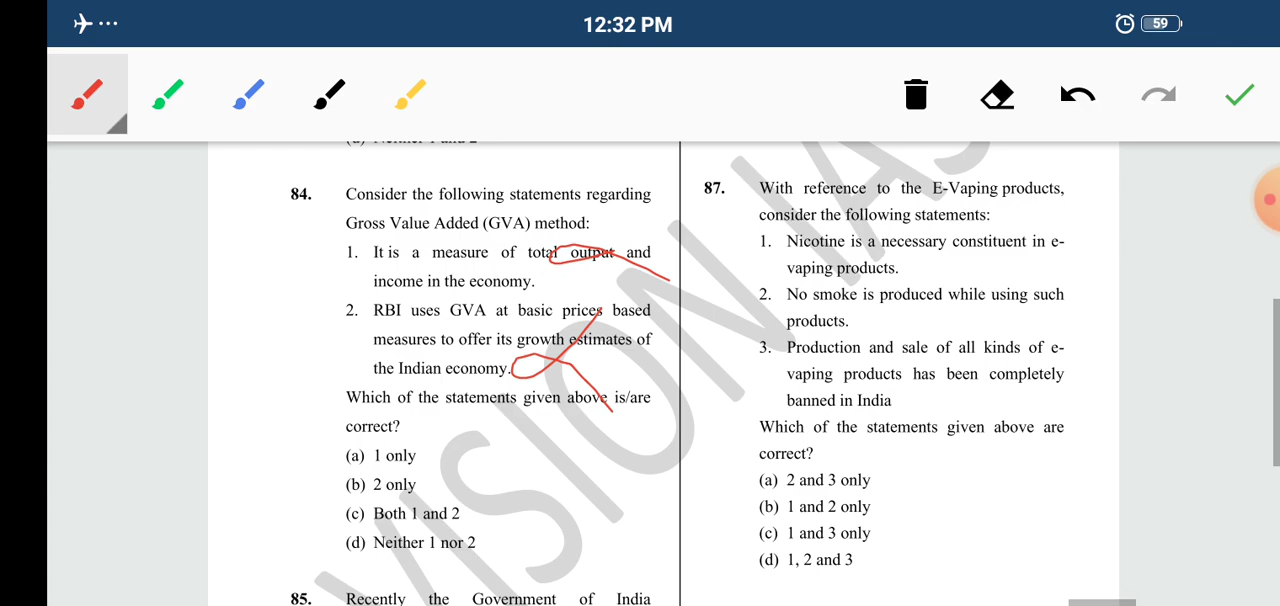 12:32 PM
59
84. Consider the following statements regarding
Gross Value Added (GVA) method:
1. It is a measure of total output and
income in the economy.
2. RBI uses GVA at basic prices based
measures to offer its growth estimates of
the Indian economy.
Which of the statements given above is/are
correct?
(a) 1 only
(b) 2 only
(c) Both 1 and 2
(d) Neither 1 nor 2
85. Recently the Government of India
87. With reference to the E-Vaping products,
consider the following statements:
1. Nicotine is a necessary constituent in e-
vaping products.
2. No smoke is produced while using such
products.
3. Production and sale of all kinds of e-
vaping products has been completely
banned in India
Which of the statements given above are
correct?
(a) 2 and 3 only
(b) 1 and 2 only
(c) 1 and 3 only
(d) 1, 2 and 3
VISION IAS